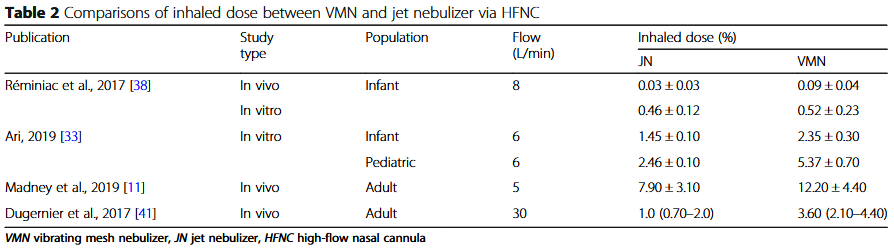 Table 2 Comparisons of inhaled dose between VMN and jet nebulizer via HFNC
Publication Study type Population Flow (L/min) Inhaled dose (%)
JN VMN
Réminiac et al., 2017 [38] In vivo Infant 8 0.03 ± 0.03 0.09 ± 0.04
In vitro 0.46 ± 0.12 0.52 ± 0.23
Ari, 2019 [33] In vitro Infant 6 1.45 ± 0.10 2.35 ± 0.30
Pediatric 6 2.46 ± 0.10 5.37 ± 0.70
Madney et al., 2019 [11] In vivo Adult 5 7.90 ± 3.10 12.20 ± 4.40
Dugernier et al., 2017 [41] In vivo Adult 30 1.0 (0.70–2.0) 3.60 (2.10–4.40)
VMN vibrating mesh nebulizer, JN jet nebulizer, HFNC high-flow nasal cannula